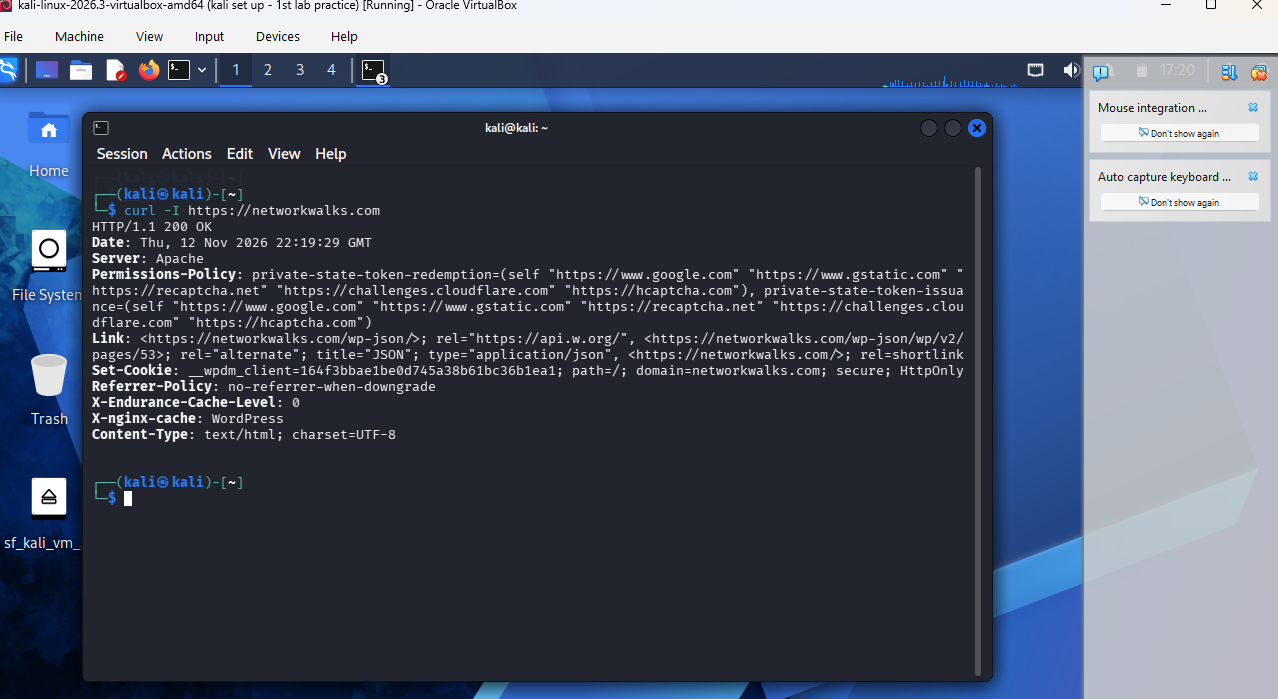 kali-linux-2026.3-virtualbox-amd64 (kali set up - 1st lab practice) [Running] - Oracle VirtualBox
File Machine View Input Devices Help
1 2 3 4 3 17:20
Mouse integration ...
Don't show again
Auto capture keyboard ...
Don't show again
Home
File System
Trash
sf_kali_vm_
kali@kali: ~
Session Actions Edit View Help
┌──(kali㉿kali)-[~]
└─$ curl -I https://networkwalks.com
HTTP/1.1 200 OK
Date: Thu, 12 Nov 2026 22:19:29 GMT
Server: Apache
Permissions-Policy: private-state-token-redemption=(self "https://www.google.com" "https://www.gstatic.com" "
https://recaptcha.net" "https://challenges.cloudflare.com" "https://hcaptcha.com"), private-state-token-issua
nce=(self "https://www.google.com" "https://www.gstatic.com" "https://recaptcha.net" "https://challenges.clou
dflare.com" "https://hcaptcha.com")
Link: <https://networkwalks.com/wp-json/>; rel="https://api.w.org/", <https://networkwalks.com/wp-json/wp/v2/
pages/53>; rel="alternate"; title="JSON"; type="application/json", <https://networkwalks.com/>; rel=shortlink
Set-Cookie: __wpdm_client=164f3bbae1be0d745a38b61bc36b1ea1; path=/; domain=networkwalks.com; secure; HttpOnly
Referrer-Policy: no-referrer-when-downgrade
X-Endurance-Cache-Level: 0
X-nginx-cache: WordPress
Content-Type: text/html; charset=UTF-8
┌──(kali㉿kali)-[~]
└─$